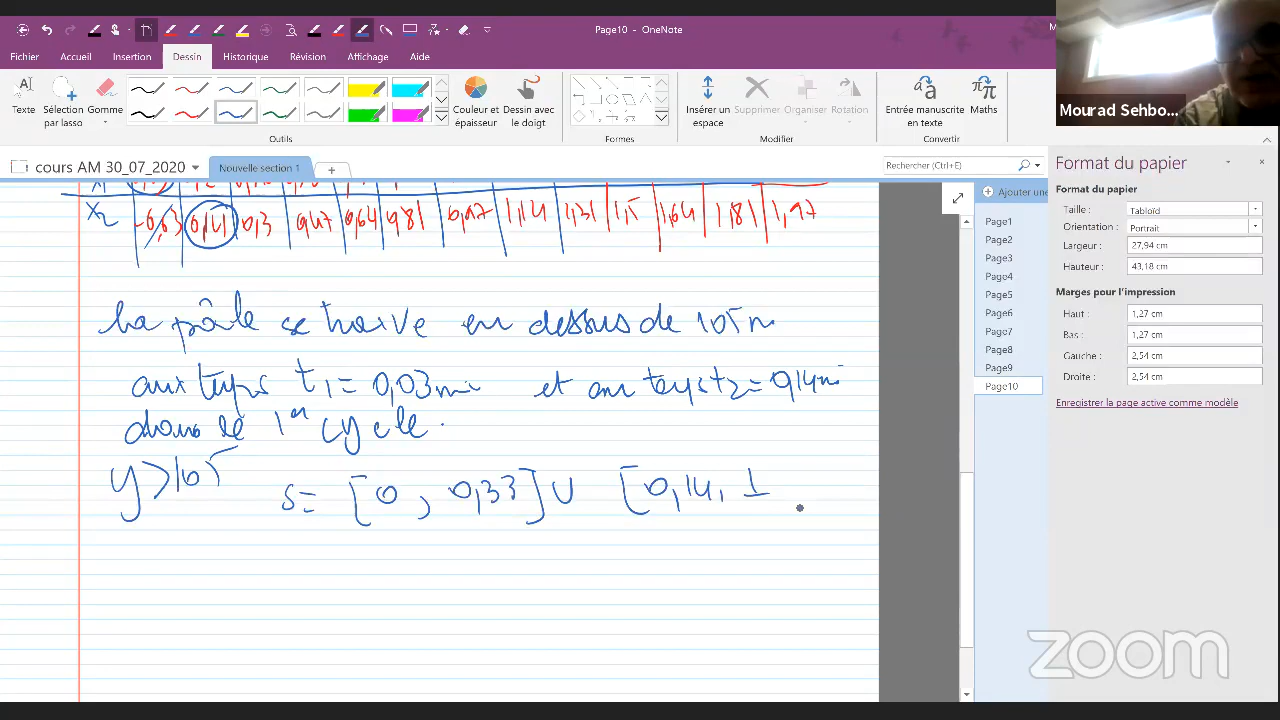 Page10 - OneNote
Fichier Accueil Insertion Dessin Historique Révision Affichage Aide
Texte Sélection par lasso Gomme Couleur et épaisseur Dessin avec le doigt Insérer un espace Supprimer Organiser Rotation Entrée manuscrite en texte Maths
Outils Formes Modifier Convertir
Mourad Sehbo...
cours AM 30_07_2020 Nouvelle section 1
Rechercher (Ctrl+E)
Ajouter une
Page1
Page2
Page3
Page4
Page5
Page6
Page7
Page8
Page9
Page10
Format du papier
Format du papier
Taille : Tabloïd
Orientation : Portrait
Largeur : 27,94 cm
Hauteur : 43,18 cm
Marges pour l'impression
Haut : 1,27 cm
Bas : 1,27 cm
Gauche : 2,54 cm
Droite : 2,54 cm
Enregistrer la page active comme modèle
x2 -0,03 0,14 0,3 0,47 0,64 0,81 0,97 1,14 1,31 1,5 1,64 1,81 1,97
La pâle se trouve en dessus de 105 m
aux temps t1 = 0,03 min et au temps t2 = 0,14 min
dans le 1er cycle.
y > 105 S = [0 , 0,33] ∪ [0,14, 1
zoom